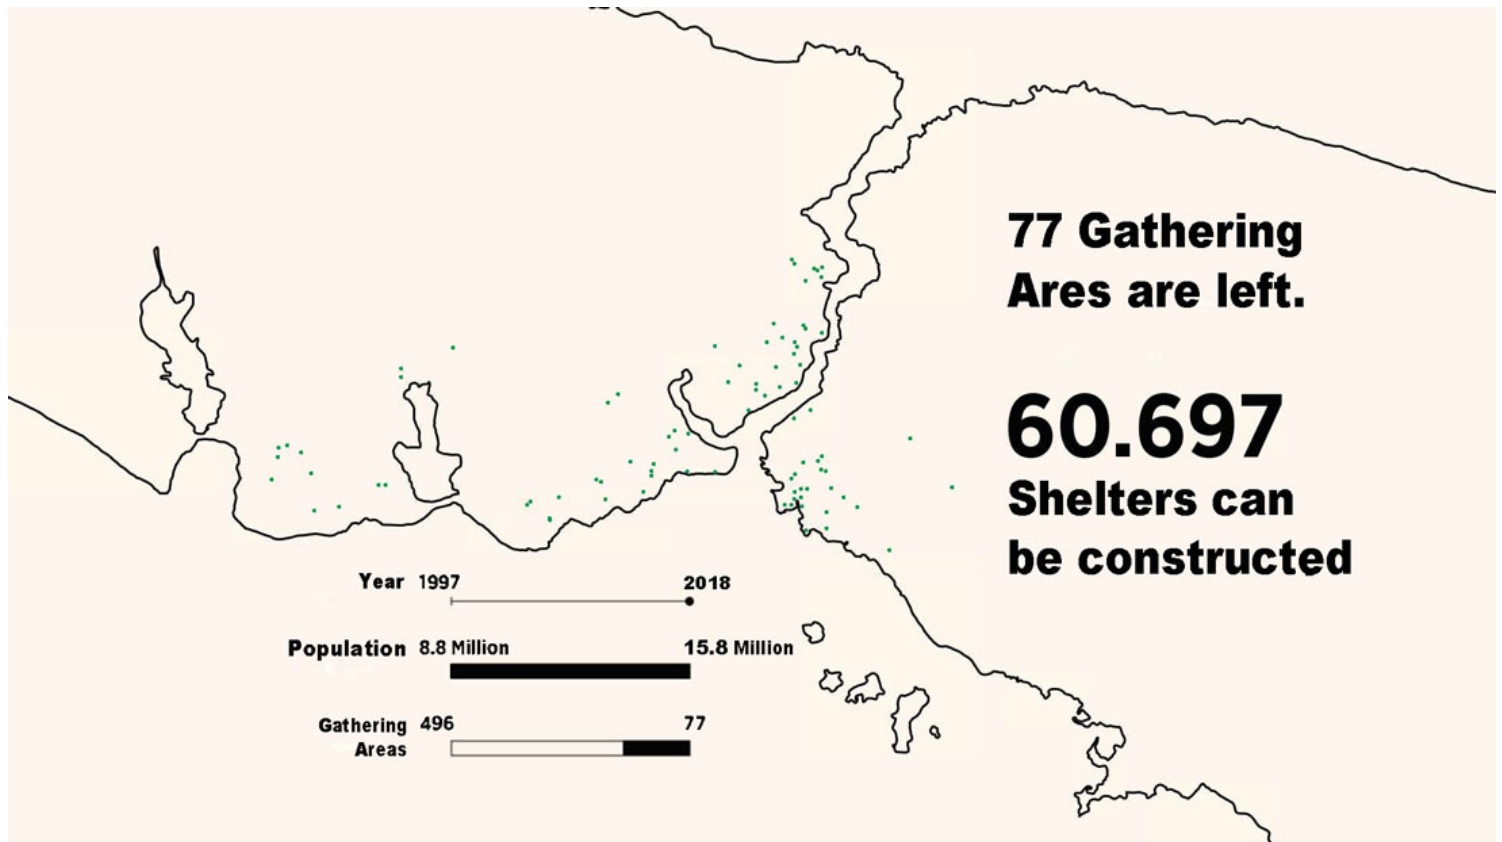 77 Gathering
Ares are left.
60.697
Shelters can
be constructed
Year 1997 2018
Population 8.8 Million 15.8 Million
Gathering 496 77
Areas